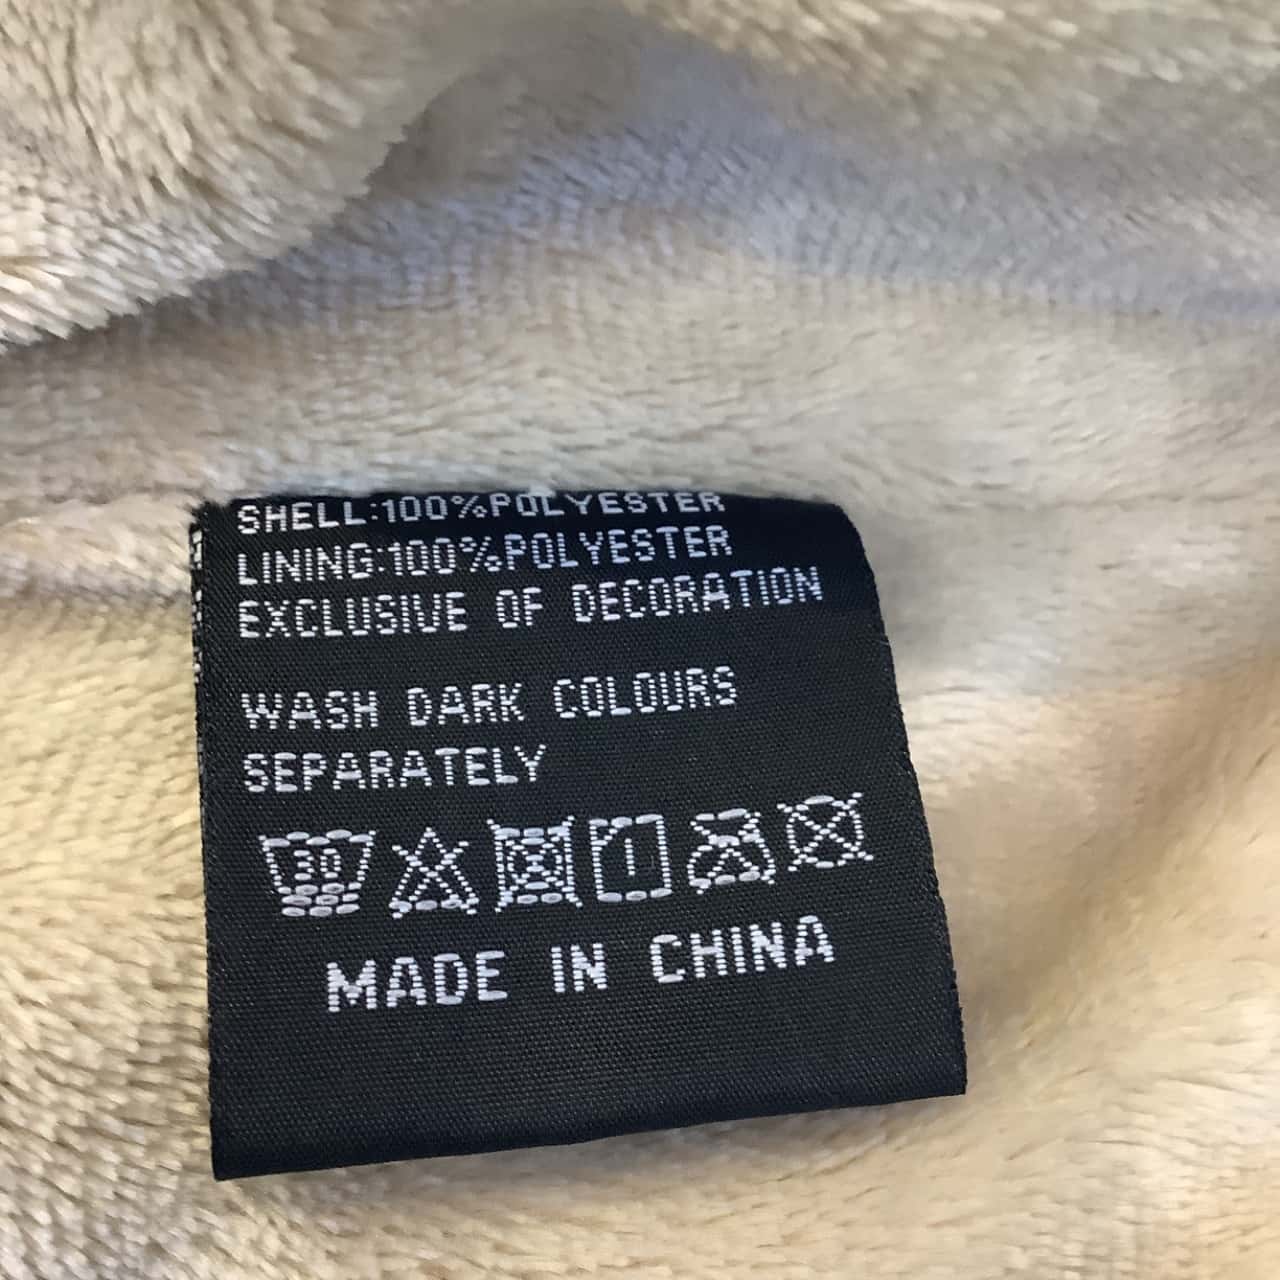 SHELL:100%POLYESTER
LINING:100%POLYESTER
EXCLUSIVE OF DECORATION
WASH DARK COLOURS
SEPARATELY
30
MADE IN CHINA